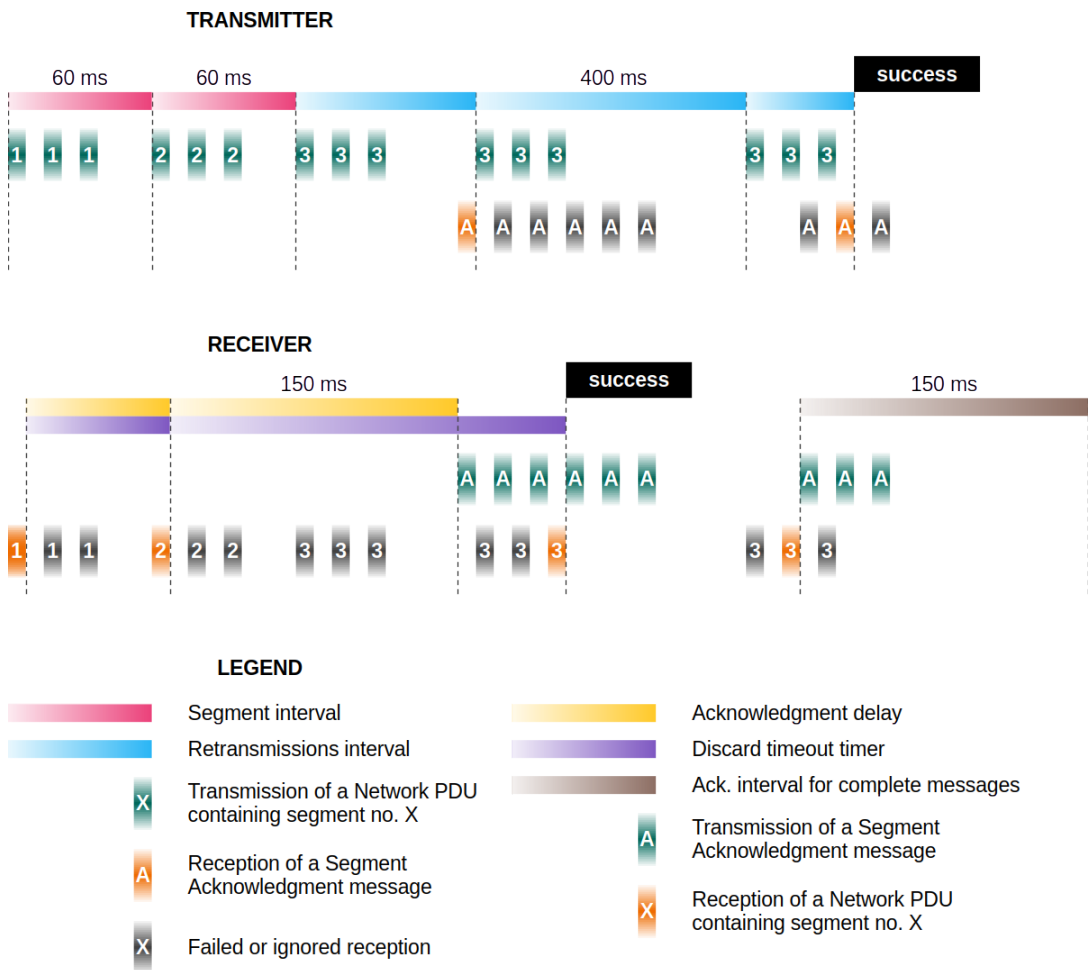 TRANSMITTER
60 ms 60 ms 400 ms success
1 1 1 2 2 2 3 3 3 3 3 3 3 3 3
A A A A A A A A A
RECEIVER
success
150 ms 150 ms
A A A A A A A A A
1 1 1 2 2 2 3 3 3 3 3 3 3 3 3
LEGEND
Segment interval
Retransmissions interval
X Transmission of a Network PDU
containing segment no. X
A Reception of a Segment
Acknowledgment message
X Failed or ignored reception
Acknowledgment delay
Discard timeout timer
Ack. interval for complete messages
A Transmission of a Segment
Acknowledgment message
X Reception of a Network PDU
containing segment no. X